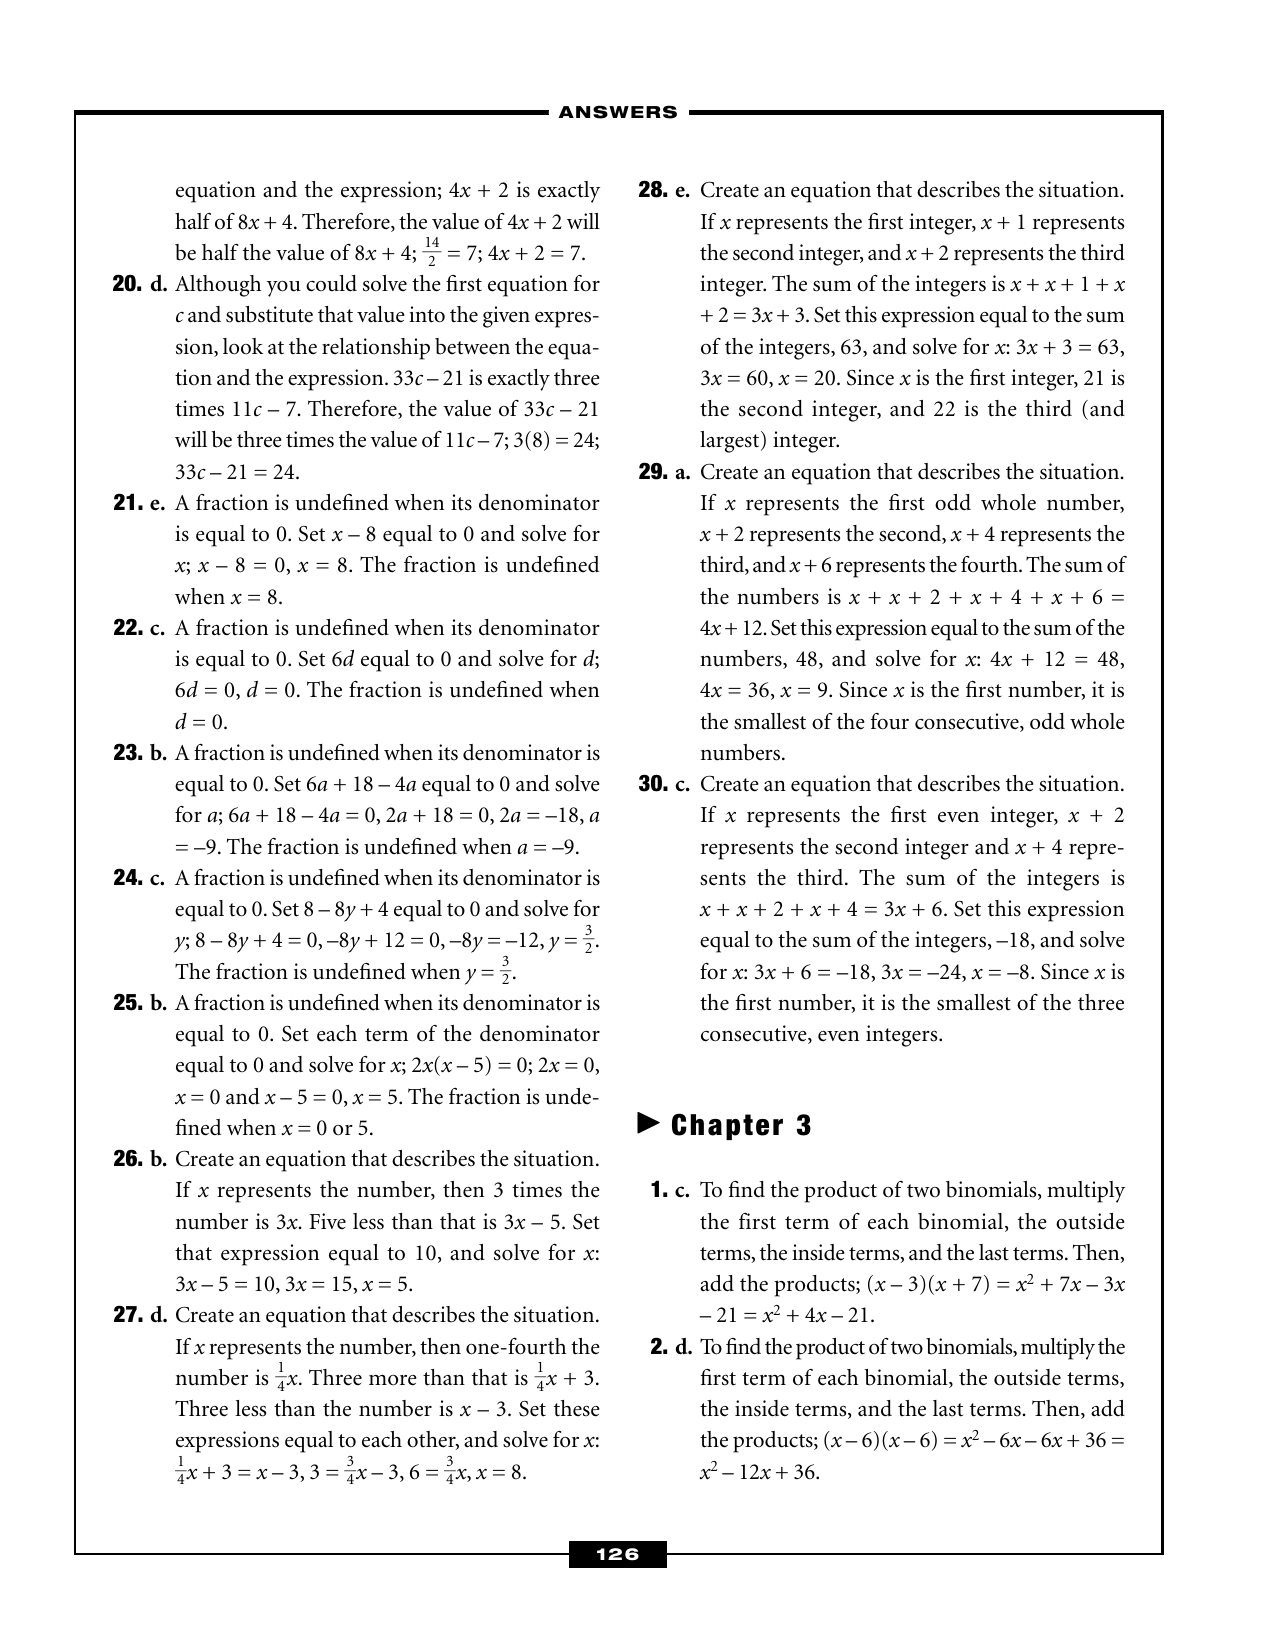 ANSWERS
equation and the expression; 4x + 2 is exactly
half of 8x + 4. Therefore, the value of 4x + 2 will
be half the value of 8x + 4; 14/2 = 7; 4x + 2 = 7.
20. d. Although you could solve the first equation for
c and substitute that value into the given expres-
sion, look at the relationship between the equa-
tion and the expression. 33c – 21 is exactly three
times 11c – 7. Therefore, the value of 33c – 21
will be three times the value of 11c – 7; 3(8) = 24;
33c – 21 = 24.
21. e. A fraction is undefined when its denominator
is equal to 0. Set x – 8 equal to 0 and solve for
x; x – 8 = 0, x = 8. The fraction is undefined
when x = 8.
22. c. A fraction is undefined when its denominator
is equal to 0. Set 6d equal to 0 and solve for d;
6d = 0, d = 0. The fraction is undefined when
d = 0.
23. b. A fraction is undefined when its denominator is
equal to 0. Set 6a + 18 – 4a equal to 0 and solve
for a; 6a + 18 – 4a = 0, 2a + 18 = 0, 2a = –18, a
= –9. The fraction is undefined when a = –9.
24. c. A fraction is undefined when its denominator is
equal to 0. Set 8 – 8y + 4 equal to 0 and solve for
y; 8 – 8y + 4 = 0, –8y + 12 = 0, –8y = –12, y = 3/2.
The fraction is undefined when y = 3/2.
25. b. A fraction is undefined when its denominator is
equal to 0. Set each term of the denominator
equal to 0 and solve for x; 2x(x – 5) = 0; 2x = 0,
x = 0 and x – 5 = 0, x = 5. The fraction is unde-
fined when x = 0 or 5.
26. b. Create an equation that describes the situation.
If x represents the number, then 3 times the
number is 3x. Five less than that is 3x – 5. Set
that expression equal to 10, and solve for x:
3x – 5 = 10, 3x = 15, x = 5.
27. d. Create an equation that describes the situation.
If x represents the number, then one-fourth the
number is 1/4x. Three more than that is 1/4x + 3.
Three less than the number is x – 3. Set these
expressions equal to each other, and solve for x:
1/4x + 3 = x – 3, 3 = 3/4x – 3, 6 = 3/4x, x = 8.
28. e. Create an equation that describes the situation.
If x represents the first integer, x + 1 represents
the second integer, and x + 2 represents the third
integer. The sum of the integers is x + x + 1 + x
+ 2 = 3x + 3. Set this expression equal to the sum
of the integers, 63, and solve for x: 3x + 3 = 63,
3x = 60, x = 20. Since x is the first integer, 21 is
the second integer, and 22 is the third (and
largest) integer.
29. a. Create an equation that describes the situation.
If x represents the first odd whole number,
x + 2 represents the second, x + 4 represents the
third, and x + 6 represents the fourth. The sum of
the numbers is x + x + 2 + x + 4 + x + 6 =
4x + 12. Set this expression equal to the sum of the
numbers, 48, and solve for x: 4x + 12 = 48,
4x = 36, x = 9. Since x is the first number, it is
the smallest of the four consecutive, odd whole
numbers.
30. c. Create an equation that describes the situation.
If x represents the first even integer, x + 2
represents the second integer and x + 4 repre-
sents the third. The sum of the integers is
x + x + 2 + x + 4 = 3x + 6. Set this expression
equal to the sum of the integers, –18, and solve
for x: 3x + 6 = –18, 3x = –24, x = –8. Since x is
the first number, it is the smallest of the three
consecutive, even integers.
Chapter 3
1. c. To find the product of two binomials, multiply
the first term of each binomial, the outside
terms, the inside terms, and the last terms. Then,
add the products; (x – 3)(x + 7) = x² + 7x – 3x
– 21 = x² + 4x – 21.
2. d. To find the product of two binomials, multiply the
first term of each binomial, the outside terms,
the inside terms, and the last terms. Then, add
the products; (x – 6)(x – 6) = x² – 6x – 6x + 36 =
x² – 12x + 36.
126